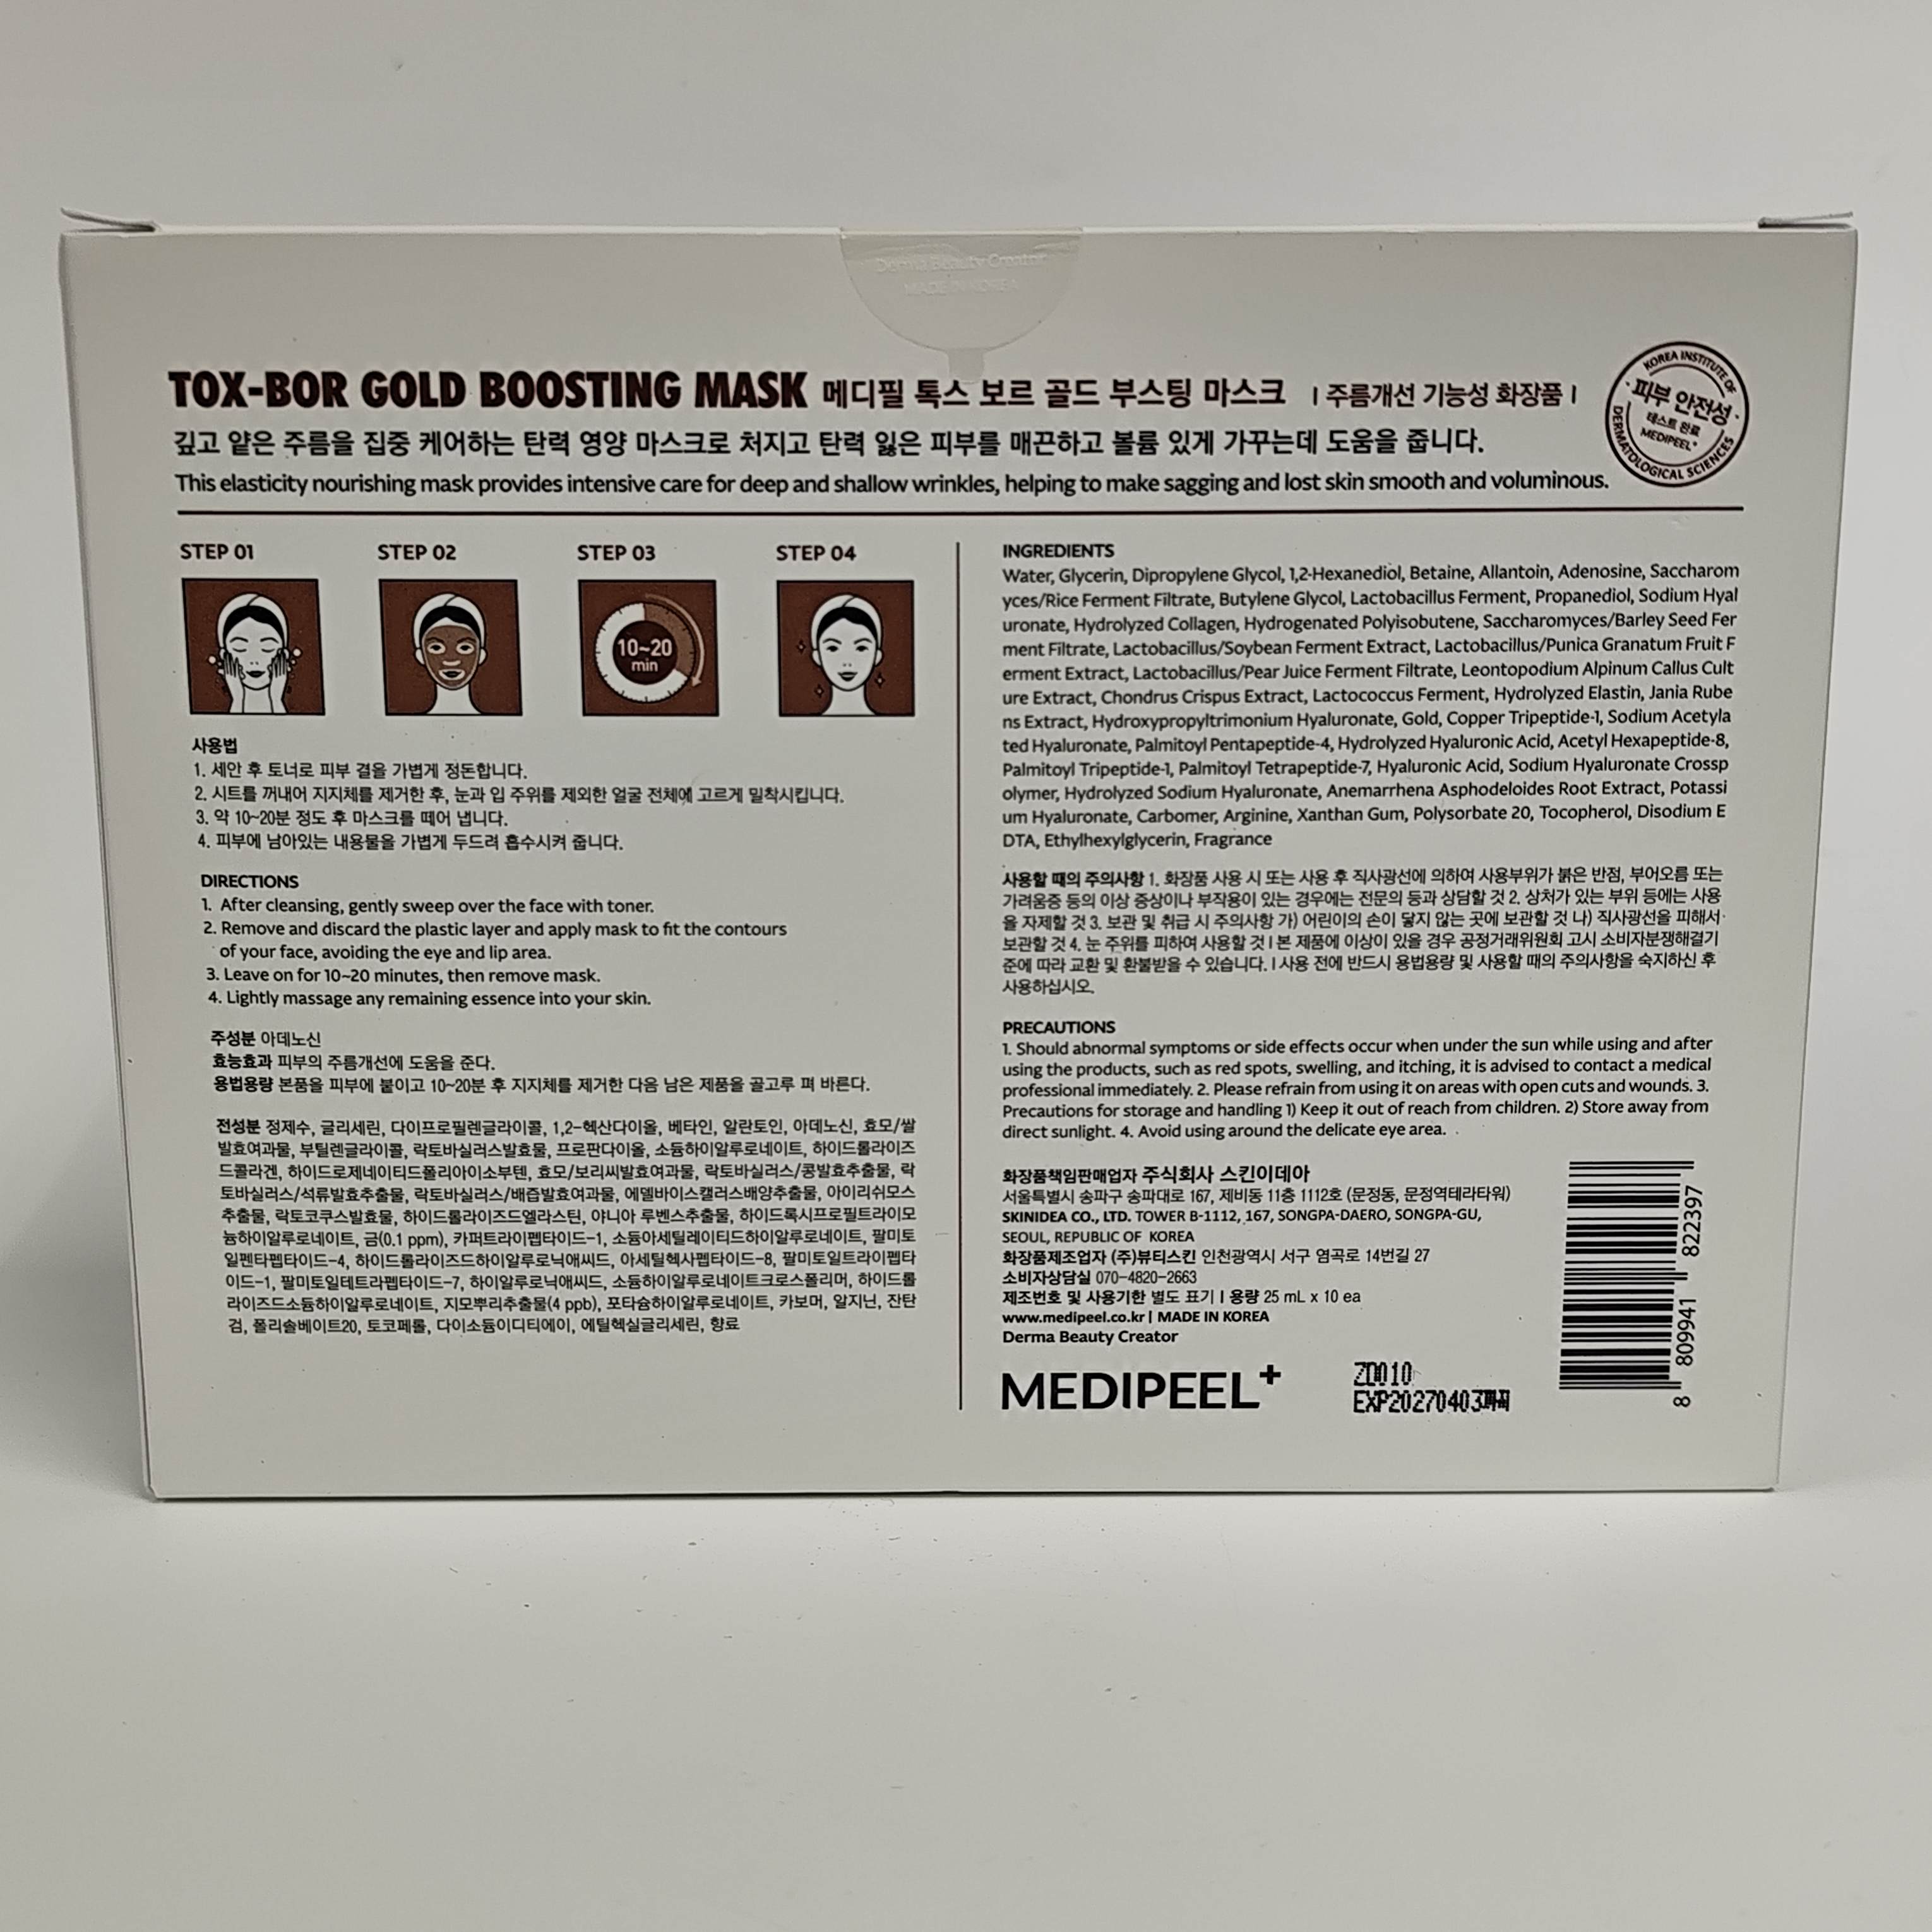 Derma Beauty Creator
MADE IN KOREA
TOX-BOR GOLD BOOSTING MASK 메디필 톡스 보르 골드 부스팅 마스크 | 주름개선 기능성 화장품 |
깊고 얕은 주름을 집중 케어하는 탄력 영양 마스크로 처지고 탄력 잃은 피부를 매끈하고 볼륨 있게 가꾸는데 도움을 줍니다.
This elasticity nourishing mask provides intensive care for deep and shallow wrinkles, helping to make sagging and lost skin smooth and voluminous.
KOREA INSTITUTE OF
피부 안전성
테스트 완료
MEDIPEEL+
DERMATOLOGICAL SCIENCES
STEP 01
STEP 02
STEP 03
STEP 04
10~20
min
사용법
1. 세안 후 토너로 피부 결을 가볍게 정돈합니다.
2. 시트를 꺼내어 지지체를 제거한 후, 눈과 입 주위를 제외한 얼굴 전체에 고르게 밀착시킵니다.
3. 약 10~20분 정도 후 마스크를 떼어 냅니다.
4. 피부에 남아있는 내용물을 가볍게 두드려 흡수시켜 줍니다.
DIRECTIONS
1. After cleansing, gently sweep over the face with toner.
2. Remove and discard the plastic layer and apply mask to fit the contours
of your face, avoiding the eye and lip area.
3. Leave on for 10~20 minutes, then remove mask.
4. Lightly massage any remaining essence into your skin.
주성분 아데노신
효능효과 피부의 주름개선에 도움을 준다.
용법용량 본품을 피부에 붙이고 10~20분 후 지지체를 제거한 다음 남은 제품을 골고루 펴 바른다.
전성분 정제수, 글리세린, 다이프로필렌글라이콜, 1,2-헥산다이올, 베타인, 알란토인, 아데노신, 효모/쌀
발효여과물, 부틸렌글라이콜, 락토바실러스발효물, 프로판다이올, 소듐하이알루로네이트, 하이드롤라이즈
드콜라겐, 하이드로제네이티드폴리아이소부텐, 효모/보리씨발효여과물, 락토바실러스/콩발효추출물, 락
토바실러스/석류발효추출물, 락토바실러스/배즙발효여과물, 에델바이스캘러스배양추출물, 아이리쉬모스
추출물, 락토코쿠스발효물, 하이드롤라이즈드엘라스틴, 야니아 루벤스추출물, 하이드록시프로필트라이모
늄하이알루로네이트, 금(0.1 ppm), 카퍼트라이펩타이드-1, 소듐아세틸레이티드하이알루로네이트, 팔미토
일펜타펩타이드-4, 하이드롤라이즈드하이알루로닉애씨드, 아세틸헥사펩타이드-8, 팔미토일트라이펩타
이드-1, 팔미토일테트라펩타이드-7, 하이알루로닉애씨드, 소듐하이알루로네이트크로스폴리머, 하이드롤
라이즈드소듐하이알루로네이트, 지모뿌리추출물(4 ppb), 포타슘하이알루로네이트, 카보머, 알지닌, 잔탄
검, 폴리솔베이트20, 토코페롤, 다이소듐이디티에이, 에틸헥실글리세린, 향료
INGREDIENTS
Water, Glycerin, Dipropylene Glycol, 1,2-Hexanediol, Betaine, Allantoin, Adenosine, Saccharom
yces/Rice Ferment Filtrate, Butylene Glycol, Lactobacillus Ferment, Propanediol, Sodium Hyal
uronate, Hydrolyzed Collagen, Hydrogenated Polyisobutene, Saccharomyces/Barley Seed Fer
ment Filtrate, Lactobacillus/Soybean Ferment Extract, Lactobacillus/Punica Granatum Fruit F
erment Extract, Lactobacillus/Pear Juice Ferment Filtrate, Leontopodium Alpinum Callus Cult
ure Extract, Chondrus Crispus Extract, Lactococcus Ferment, Hydrolyzed Elastin, Jania Rube
ns Extract, Hydroxypropyltrimonium Hyaluronate, Gold, Copper Tripeptide-1, Sodium Acetyla
ted Hyaluronate, Palmitoyl Pentapeptide-4, Hydrolyzed Hyaluronic Acid, Acetyl Hexapeptide-8,
Palmitoyl Tripeptide-1, Palmitoyl Tetrapeptide-7, Hyaluronic Acid, Sodium Hyaluronate Crossp
olymer, Hydrolyzed Sodium Hyaluronate, Anemarrhena Asphodeloides Root Extract, Potassi
um Hyaluronate, Carbomer, Arginine, Xanthan Gum, Polysorbate 20, Tocopherol, Disodium E
DTA, Ethylhexylglycerin, Fragrance
사용할 때의 주의사항 1. 화장품 사용 시 또는 사용 후 직사광선에 의하여 사용부위가 붉은 반점, 부어오름 또는
가려움증 등의 이상 증상이나 부작용이 있는 경우에는 전문의 등과 상담할 것 2. 상처가 있는 부위 등에는 사용
을 자제할 것 3. 보관 및 취급 시 주의사항 가) 어린이의 손이 닿지 않는 곳에 보관할 것 나) 직사광선을 피해서
보관할 것 4. 눈 주위를 피하여 사용할 것 | 본 제품에 이상이 있을 경우 공정거래위원회 고시 소비자분쟁해결기
준에 따라 교환 및 환불받을 수 있습니다. | 사용 전에 반드시 용법용량 및 사용할 때의 주의사항을 숙지하신 후
사용하십시오.
PRECAUTIONS
1. Should abnormal symptoms or side effects occur when under the sun while using and after
using the products, such as red spots, swelling, and itching, it is advised to contact a medical
professional immediately. 2. Please refrain from using it on areas with open cuts and wounds. 3.
Precautions for storage and handling 1) Keep it out of reach from children. 2) Store away from
direct sunlight. 4. Avoid using around the delicate eye area.
화장품책임판매업자 주식회사 스킨이데아
서울특별시 송파구 송파대로 167, 제비동 11층 1112호 (문정동, 문정역테라타워)
SKINIDEA CO., LTD. TOWER B-1112, 167, SONGPA-DAERO, SONGPA-GU,
SEOUL, REPUBLIC OF KOREA
화장품제조업자 (주)뷰티스킨 인천광역시 서구 염곡로 14번길 27
소비자상담실 070-4820-2663
제조번호 및 사용기한 별도 표기 | 용량 25 mL x 10 ea
www.medipeel.co.kr | MADE IN KOREA
Derma Beauty Creator
MEDIPEEL+
ZD010
EXP20270403까지
8 809941 822397